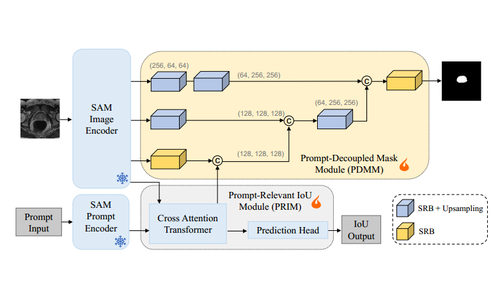 (256, 64, 64)
(64, 256, 256)
C
SAM
Image
Encoder
(64, 256, 256)
(128, 128, 128)
C
(128, 128, 128)
C
Prompt-Decoupled Mask
Module (PDMM)
Prompt-Relevant IoU
Module (PRIM)
Prompt
Input
SAM
Prompt
Encoder
Cross Attention
Transformer
Prediction Head
IoU
Output
SRB + Upsampling
SRB